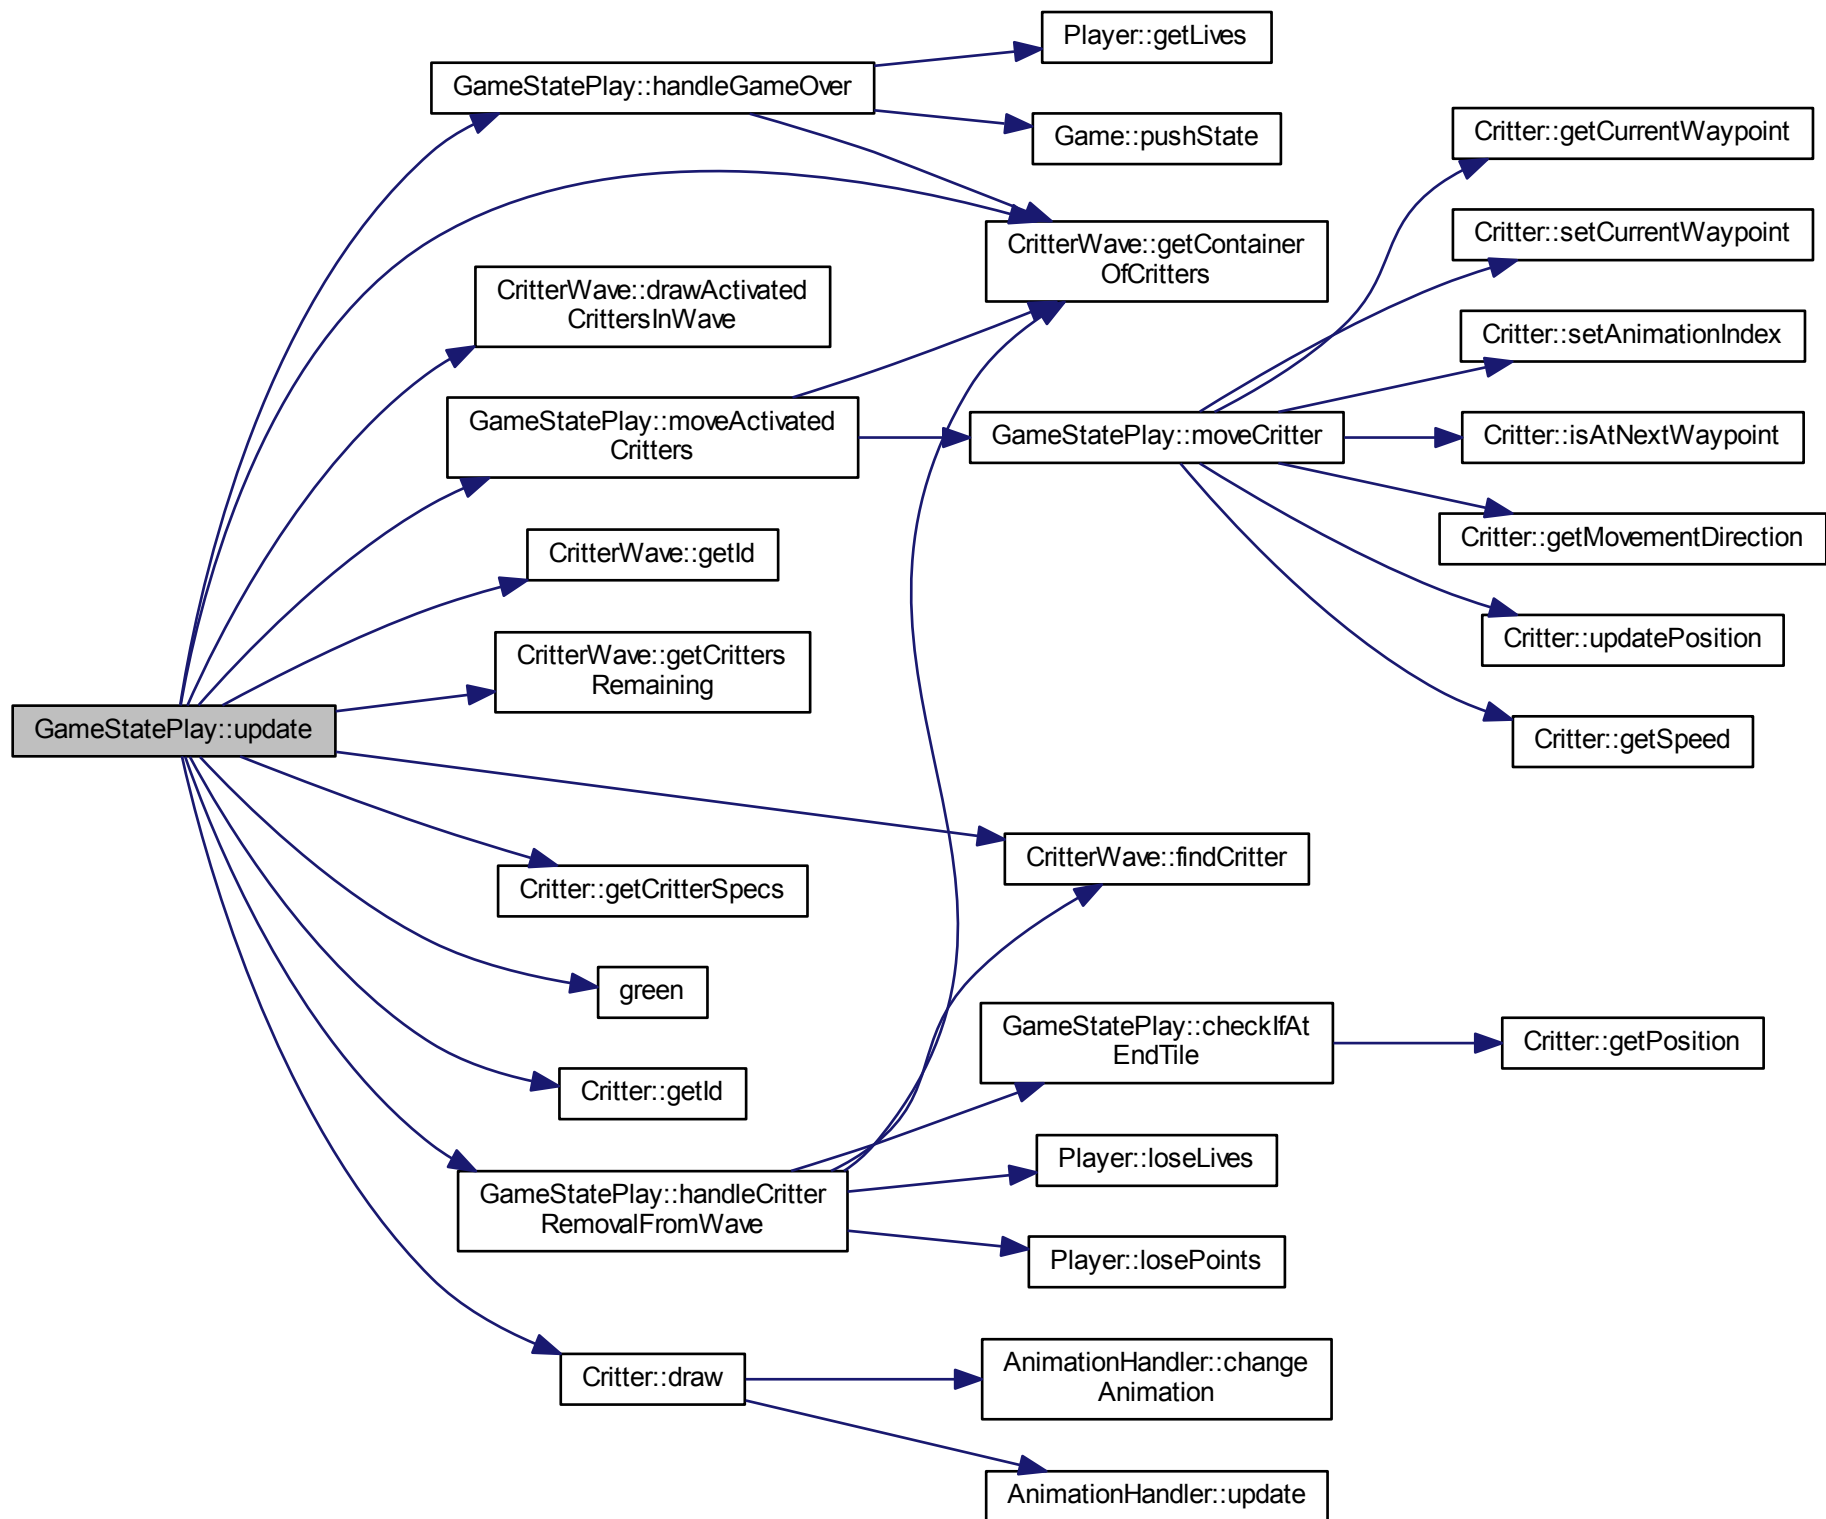 Player::getLives
GameStatePlay::handleGameOver
Game::pushState
Critter::getCurrentWaypoint
Critter::setCurrentWaypoint
CritterWave::getContainer
OfCritters
CritterWave::drawActivated
CrittersInWave
Critter::setAnimationIndex
GameStatePlay::moveActivated
Critters
GameStatePlay::moveCritter
Critter::isAtNextWaypoint
Critter::getMovementDirection
CritterWave::getId
Critter::updatePosition
CritterWave::getCritters
Remaining
GameStatePlay::update
Critter::getSpeed
CritterWave::findCritter
Critter::getCritterSpecs
green
GameStatePlay::checkIfAt
EndTile
Critter::getPosition
Critter::getId
Player::loseLives
GameStatePlay::handleCritter
RemovalFromWave
Player::losePoints
Critter::draw
AnimationHandler::change
Animation
AnimationHandler::update